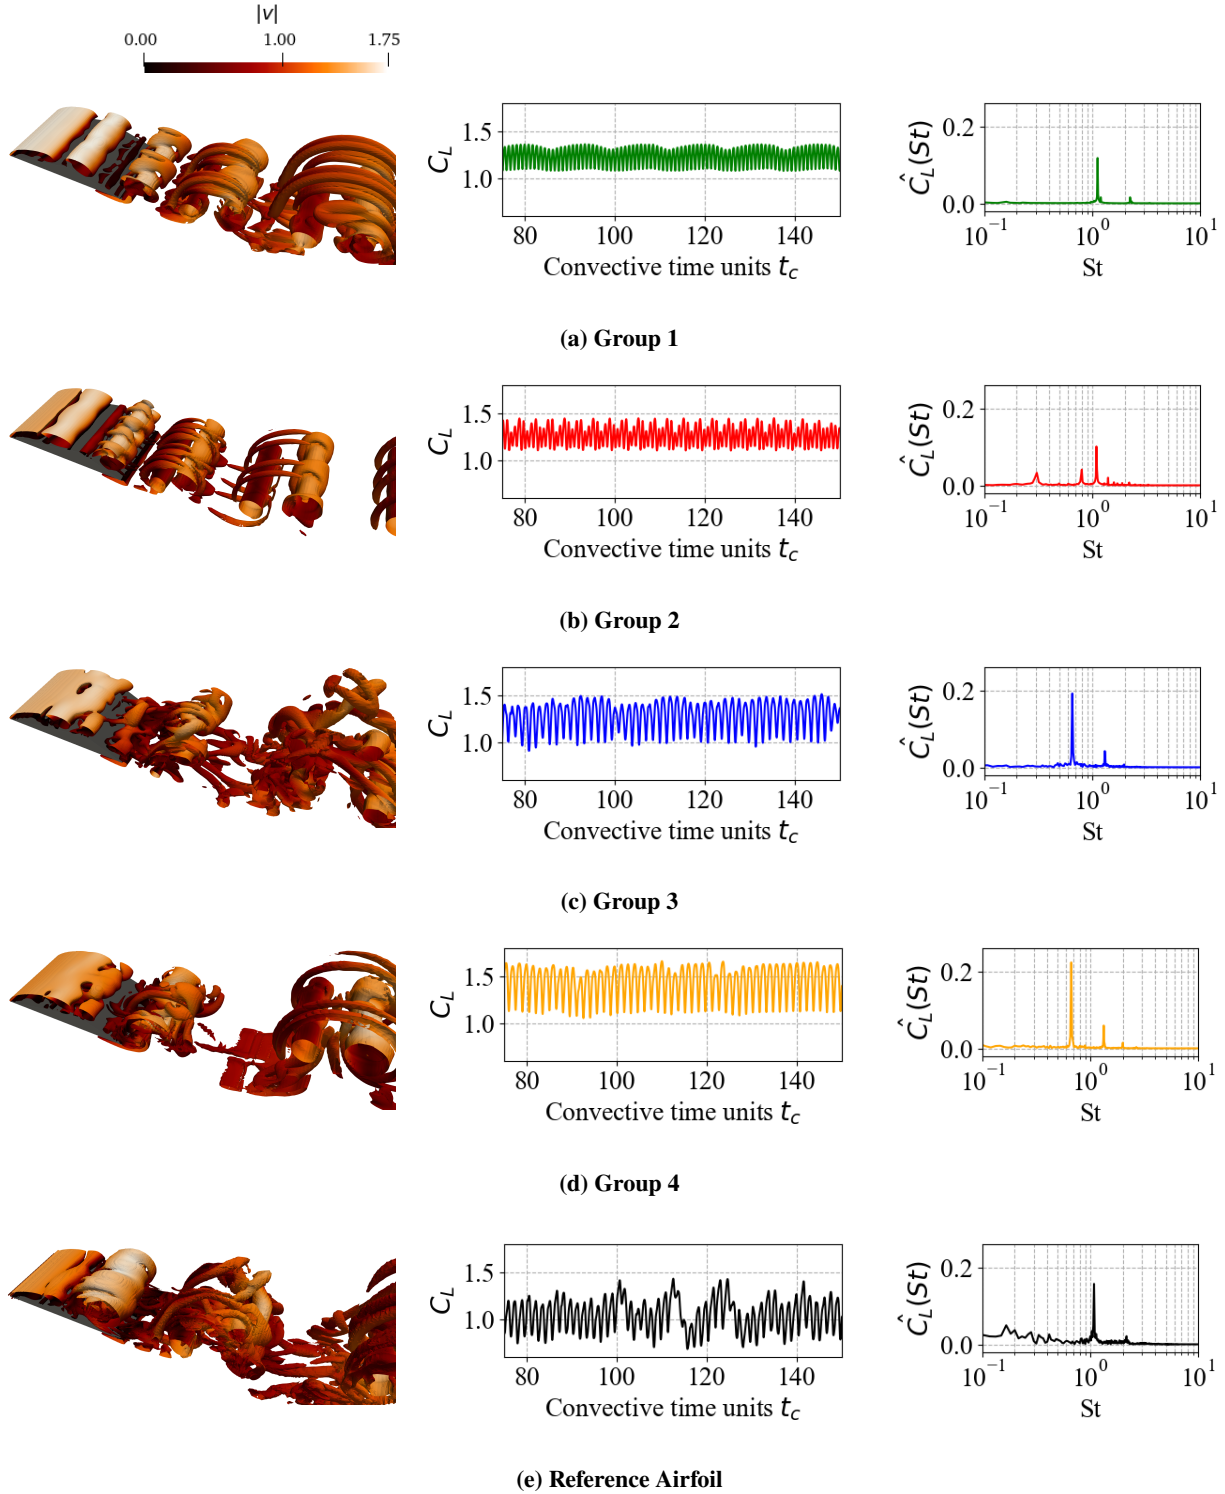 |v|
0.00 1.00 1.75
C_L
1.5
1.0
80 100 120 140
Convective time units t_c
Ĉ_L(St)
0.2
0.0
10^{-1} 10^0 10^1
St
(a) Group 1
C_L
1.5
1.0
80 100 120 140
Convective time units t_c
Ĉ_L(St)
0.2
0.0
10^{-1} 10^0 10^1
St
(b) Group 2
C_L
1.5
1.0
80 100 120 140
Convective time units t_c
Ĉ_L(St)
0.2
0.0
10^{-1} 10^0 10^1
St
(c) Group 3
C_L
1.5
1.0
80 100 120 140
Convective time units t_c
Ĉ_L(St)
0.2
0.0
10^{-1} 10^0 10^1
St
(d) Group 4
C_L
1.5
1.0
80 100 120 140
Convective time units t_c
Ĉ_L(St)
0.2
0.0
10^{-1} 10^0 10^1
St
(e) Reference Airfoil